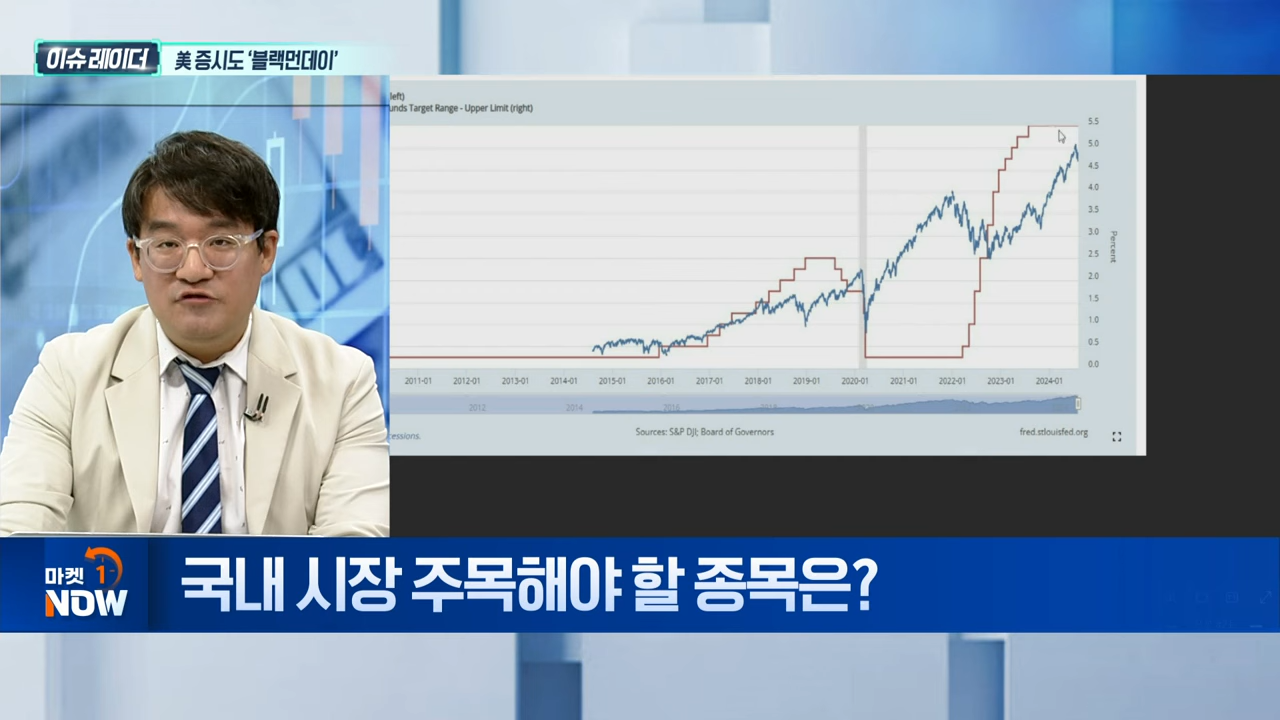 이슈 레이더
美 증시도 '블랙먼데이'
left)
unds Target Range - Upper Limit (right)
5.5
5.0
4.5
4.0
3.5
3.0
2.5
2.0
1.5
1.0
0.5
0.0
Percent
2011-01 2012-01 2013-01 2014-01 2015-01 2016-01 2017-01 2018-01 2019-01 2020-01 2021-01 2022-01 2023-01 2024-01
2012 2014 2016 2018
cessions.
Sources: S&P DJI; Board of Governors
fred.stlouisfed.org
마켓 1
NOW
국내 시장 주목해야 할 종목은?